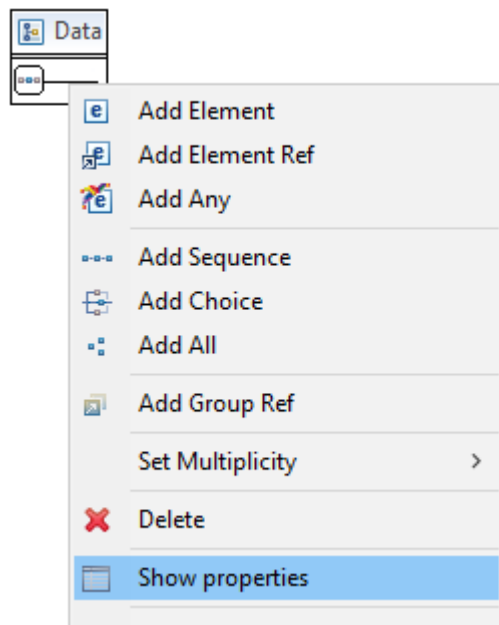 Data
Add Element
Add Element Ref
Add Any
Add Sequence
Add Choice
Add All
Add Group Ref
Set Multiplicity
Delete
Show properties